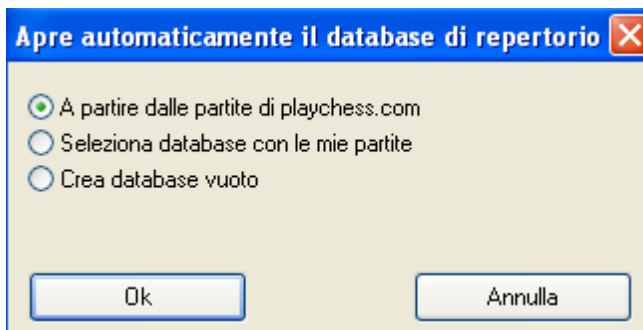 Apre automaticamente il database di repertorio
A partire dalle partite di playchess.com
Seleziona database con le mie partite
Crea database vuoto
Ok Annulla